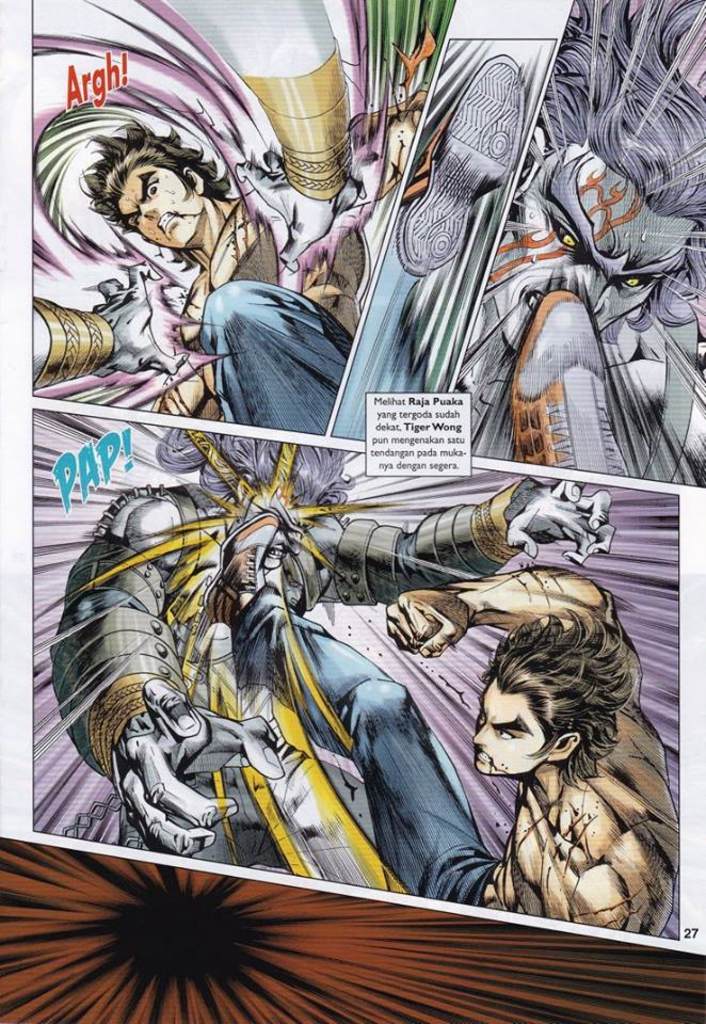 Argh!
Melihat Raja Puaka
yang tergoda sudah
dekat, Tiger Wong
pun mengenakan satu
tendangan pada muka-
nya dengan segera.
PAP!
27